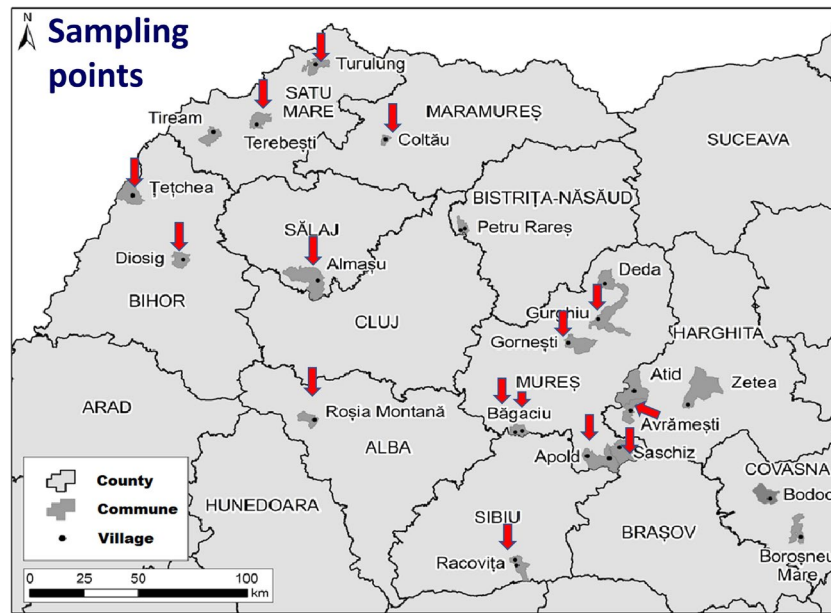 N
Sampling
points
Turulung
SATU
MARE
MARAMUREȘ
Tiream
Terebești
Coltău
SUCEAVA
Țețchea
BISTRIȚA-NĂSĂUD
SĂLAJ
Petru Rareș
Diosig
Almașu
Deda
BIHOR
Gurghiu
CLUJ
HARGHITA
Gornești
Atid
Zetea
MUREȘ
ARAD
Roșia Montană
Băgaciu
Avrămești
ALBA
Apold
Saschiz
COVASNA
County
Commune
Village
Bodoc
HUNEDOARA
SIBIU
BRAȘOV
Racovița
Boroșneu
Mare
0 25 50 100
km